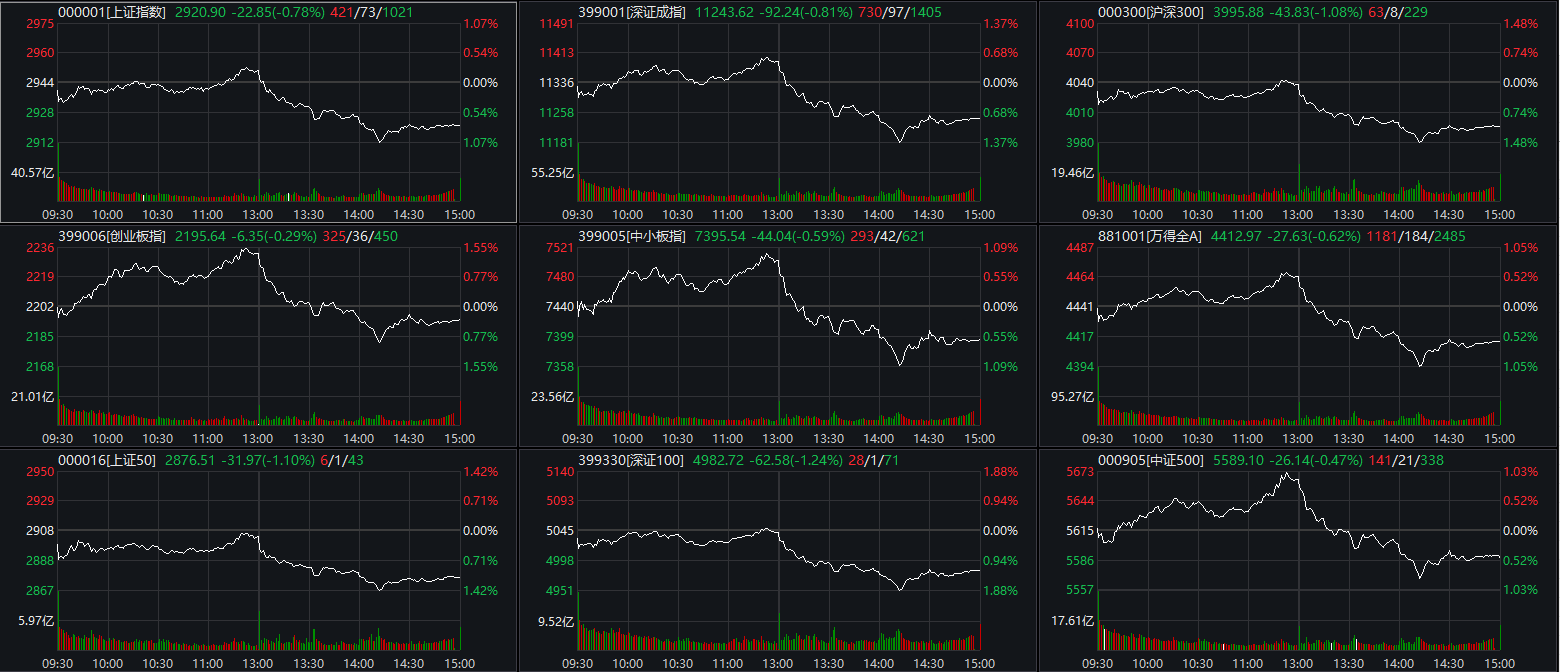 000001[上证指数] 2920.90 -22.85(-0.78%) 421/73/1021
2975 1.07%
2960 0.54%
2944 0.00%
2928 0.54%
2912 1.07%
40.57亿
09:30 10:00 10:30 11:00 13:00 13:30 14:00 14:30 15:00
399001[深证成指] 11243.62 -92.24(-0.81%) 730/97/1405
11491 1.37%
11413 0.68%
11336 0.00%
11258 0.68%
11181 1.37%
55.25亿
09:30 10:00 10:30 11:00 13:00 13:30 14:00 14:30 15:00
000300[沪深300] 3995.88 -43.83(-1.08%) 63/8/229
4100 1.48%
4070 0.74%
4040 0.00%
4010 0.74%
3980 1.48%
19.46亿
09:30 10:00 10:30 11:00 13:00 13:30 14:00 14:30 15:00
399006[创业板指] 2195.64 -6.35(-0.29%) 325/36/450
2236 1.55%
2219 0.77%
2202 0.00%
2185 0.77%
2168 1.55%
21.01亿
09:30 10:00 10:30 11:00 13:00 13:30 14:00 14:30 15:00
399005[中小板指] 7395.54 -44.04(-0.59%) 293/42/621
7521 1.09%
7480 0.55%
7440 0.00%
7399 0.55%
7358 1.09%
23.56亿
09:30 10:00 10:30 11:00 13:00 13:30 14:00 14:30 15:00
881001[万得全A] 4412.97 -27.63(-0.62%) 1181/184/2485
4487 1.05%
4464 0.52%
4441 0.00%
4417 0.52%
4394 1.05%
95.27亿
09:30 10:00 10:30 11:00 13:00 13:30 14:00 14:30 15:00
000016[上证50] 2876.51 -31.97(-1.10%) 6/1/43
2950 1.42%
2929 0.71%
2908 0.00%
2888 0.71%
2867 1.42%
5.97亿
09:30 10:00 10:30 11:00 13:00 13:30 14:00 14:30 15:00
399330[深证100] 4982.72 -62.58(-1.24%) 28/1/71
5140 1.88%
5093 0.94%
5045 0.00%
4998 0.94%
4951 1.88%
9.52亿
09:30 10:00 10:30 11:00 13:00 13:30 14:00 14:30 15:00
000905[中证500] 5589.10 -26.14(-0.47%) 141/21/338
5673 1.03%
5644 0.52%
5615 0.00%
5586 0.52%
5557 1.03%
17.61亿
09:30 10:00 10:30 11:00 13:00 13:30 14:00 14:30 15:00